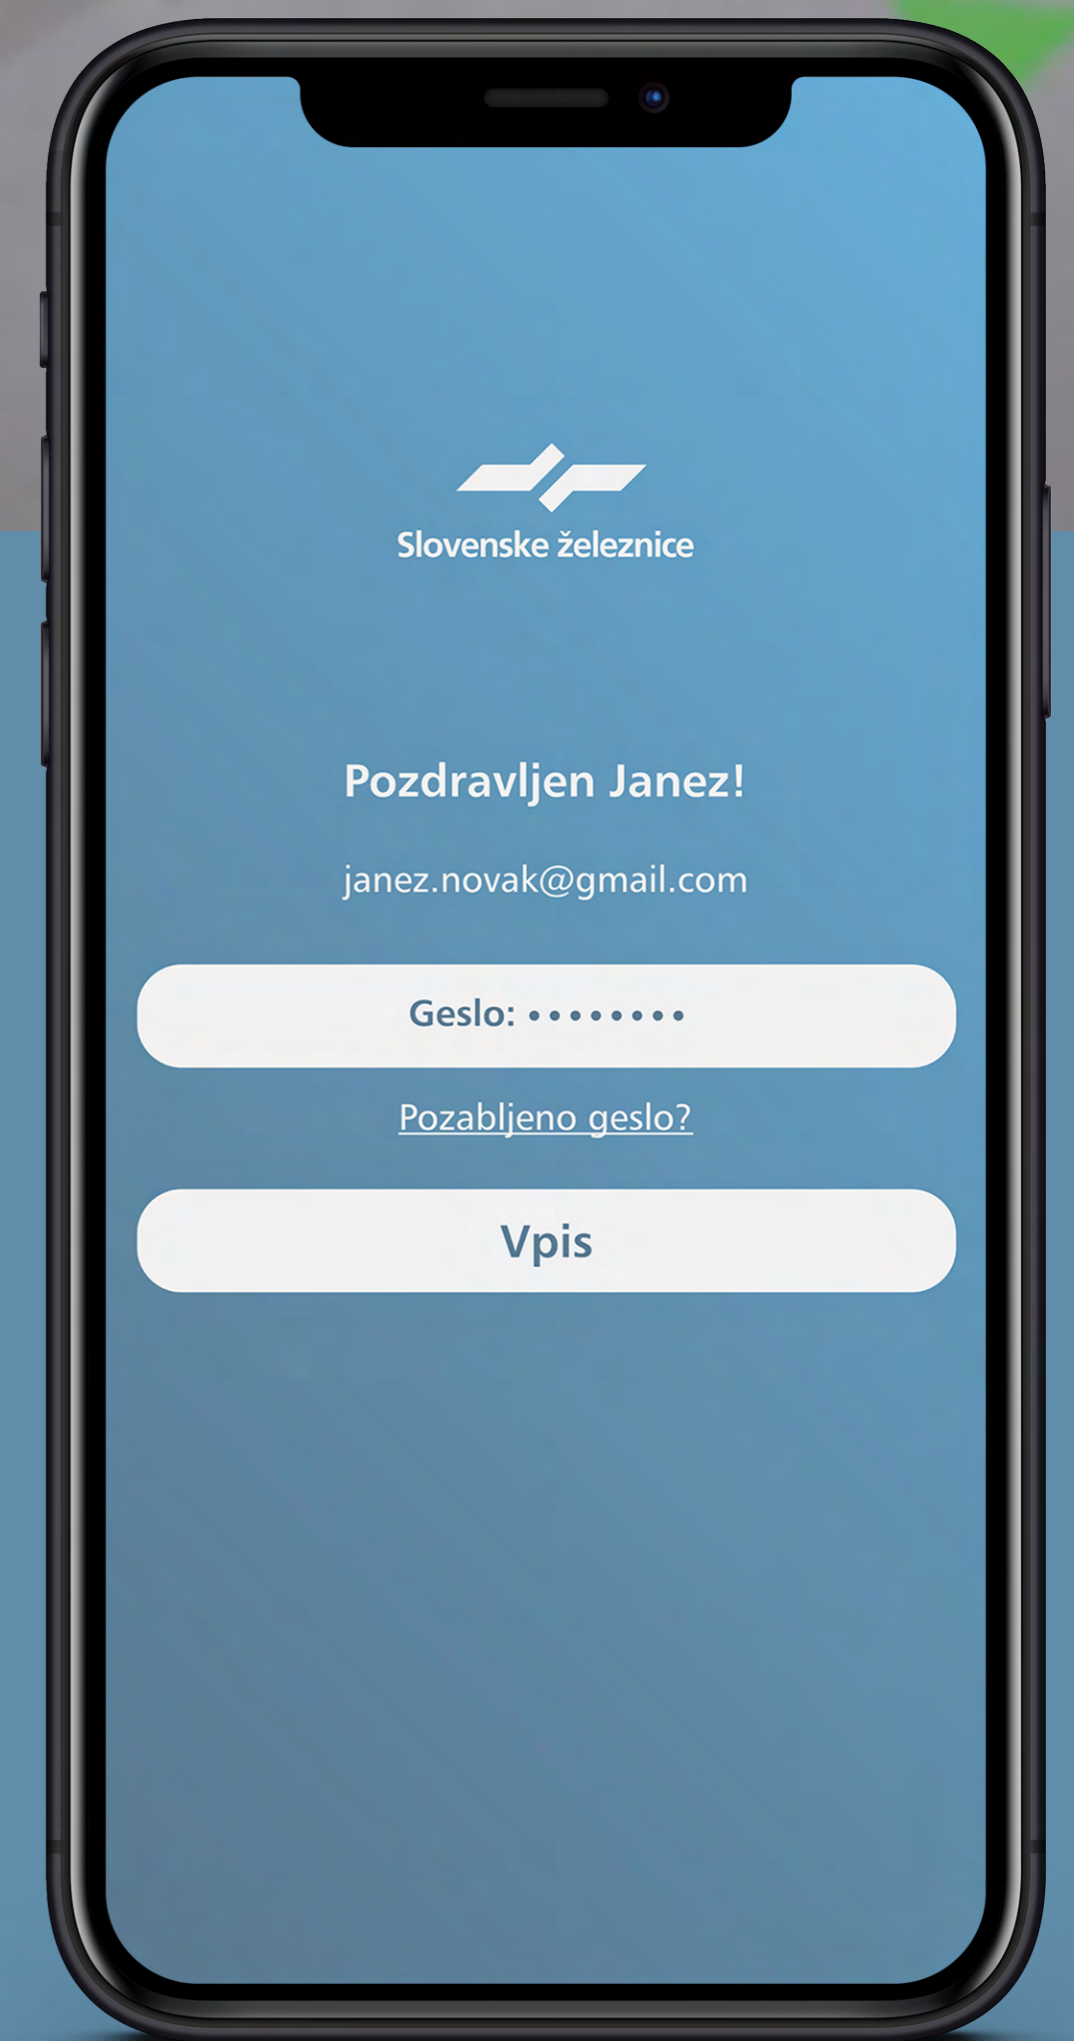 Slovenske železnice
Pozdravljen Janez!
janez.novak@gmail.com
Geslo: ••••••••
Pozabljeno geslo?
Vpis